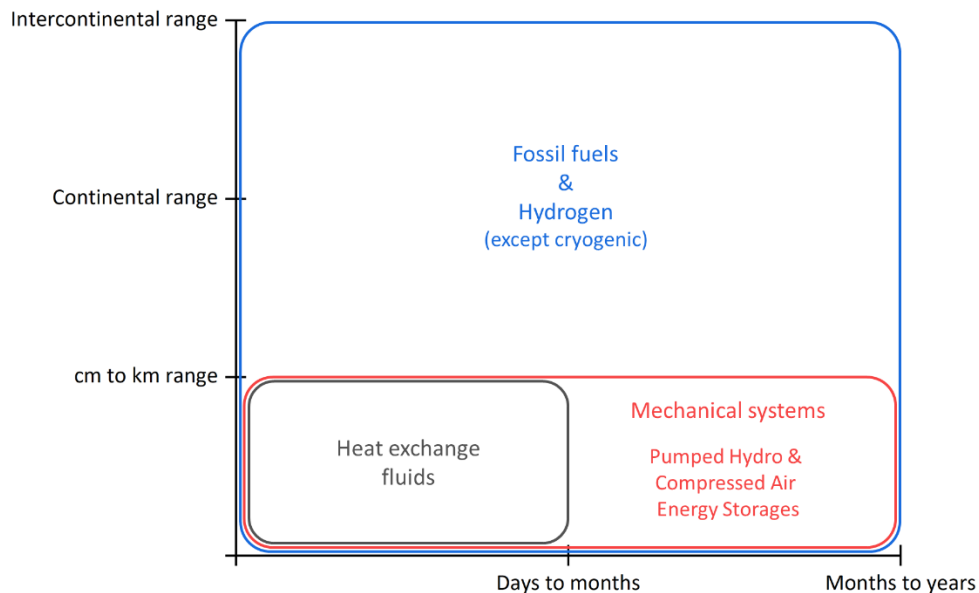 Intercontinental range
Fossil fuels
&
Hydrogen
(except cryogenic)
Continental range
cm to km range
Mechanical systems
Heat exchange
fluids
Pumped Hydro &
Compressed Air
Energy Storages
Days to months
Months to years